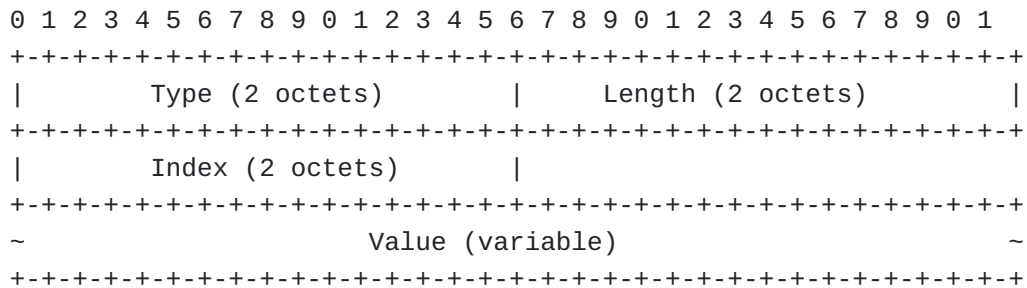 0 1 2 3 4 5 6 7 8 9 0 1 2 3 4 5 6 7 8 9 0 1 2 3 4 5 6 7 8 9 0 1
+-+-+-+-+-+-+-+-+-+-+-+-+-+-+-+-+-+-+-+-+-+-+-+-+-+-+-+-+-+-+-+-+
|        Type (2 octets)        |     Length (2 octets)         |
+-+-+-+-+-+-+-+-+-+-+-+-+-+-+-+-+-+-+-+-+-+-+-+-+-+-+-+-+-+-+-+-+
|        Index (2 octets)       |
+-+-+-+-+-+-+-+-+-+-+-+-+-+-+-+-+-+-+-+-+-+-+-+-+-+-+-+-+-+-+-+-+
~                      Value (variable)                         ~
+-+-+-+-+-+-+-+-+-+-+-+-+-+-+-+-+-+-+-+-+-+-+-+-+-+-+-+-+-+-+-+-+